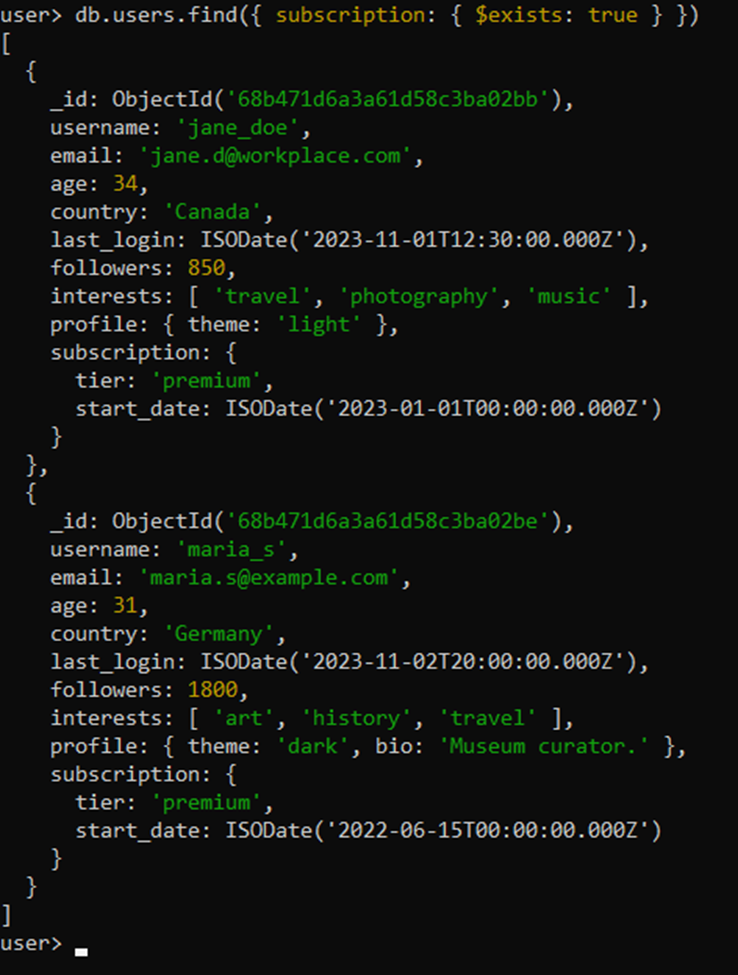 user> db.users.find({ subscription: { $exists: true } })
[
  {
    _id: ObjectId('68b471d6a3a61d58c3ba02bb'),
    username: 'jane_doe',
    email: 'jane.d@workplace.com',
    age: 34,
    country: 'Canada',
    last_login: ISODate('2023-11-01T12:30:00.000Z'),
    followers: 850,
    interests: [ 'travel', 'photography', 'music' ],
    profile: { theme: 'light' },
    subscription: {
      tier: 'premium',
      start_date: ISODate('2023-01-01T00:00:00.000Z')
    }
  },
  {
    _id: ObjectId('68b471d6a3a61d58c3ba02be'),
    username: 'maria_s',
    email: 'maria.s@example.com',
    age: 31,
    country: 'Germany',
    last_login: ISODate('2023-11-02T20:00:00.000Z'),
    followers: 1800,
    interests: [ 'art', 'history', 'travel' ],
    profile: { theme: 'dark', bio: 'Museum curator.' },
    subscription: {
      tier: 'premium',
      start_date: ISODate('2022-06-15T00:00:00.000Z')
    }
  }
]
user>